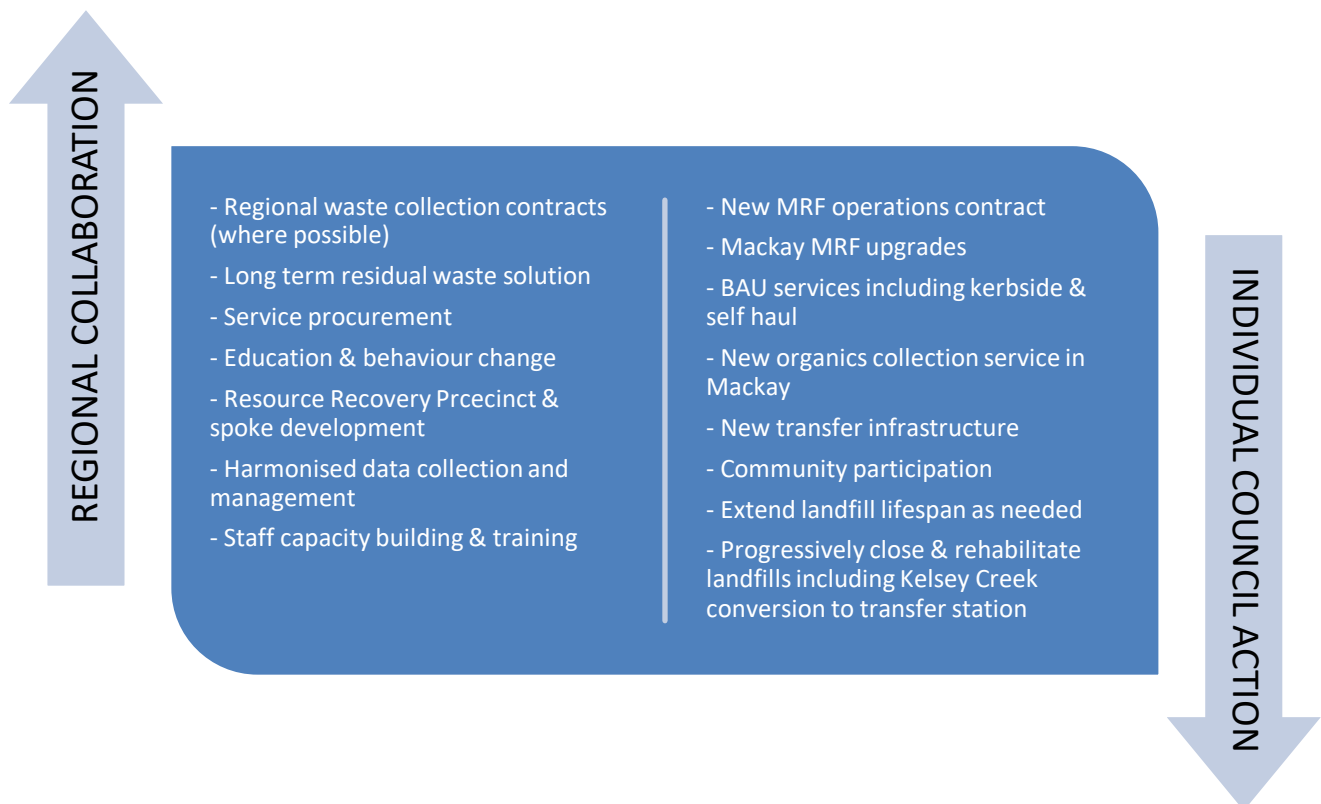 REGIONAL COLLABORATION
- Regional waste collection contracts
(where possible)
- Long term residual waste solution
- Service procurement
- Education & behaviour change
- Resource Recovery Prcecinct &
spoke development
- Harmonised data collection and
management
- Staff capacity building & training
- New MRF operations contract
- Mackay MRF upgrades
- BAU services including kerbside &
self haul
- New organics collection service in
Mackay
- New transfer infrastructure
- Community participation
- Extend landfill lifespan as needed
- Progressively close & rehabilitate
landfills including Kelsey Creek
conversion to transfer station
INDIVIDUAL COUNCIL ACTION